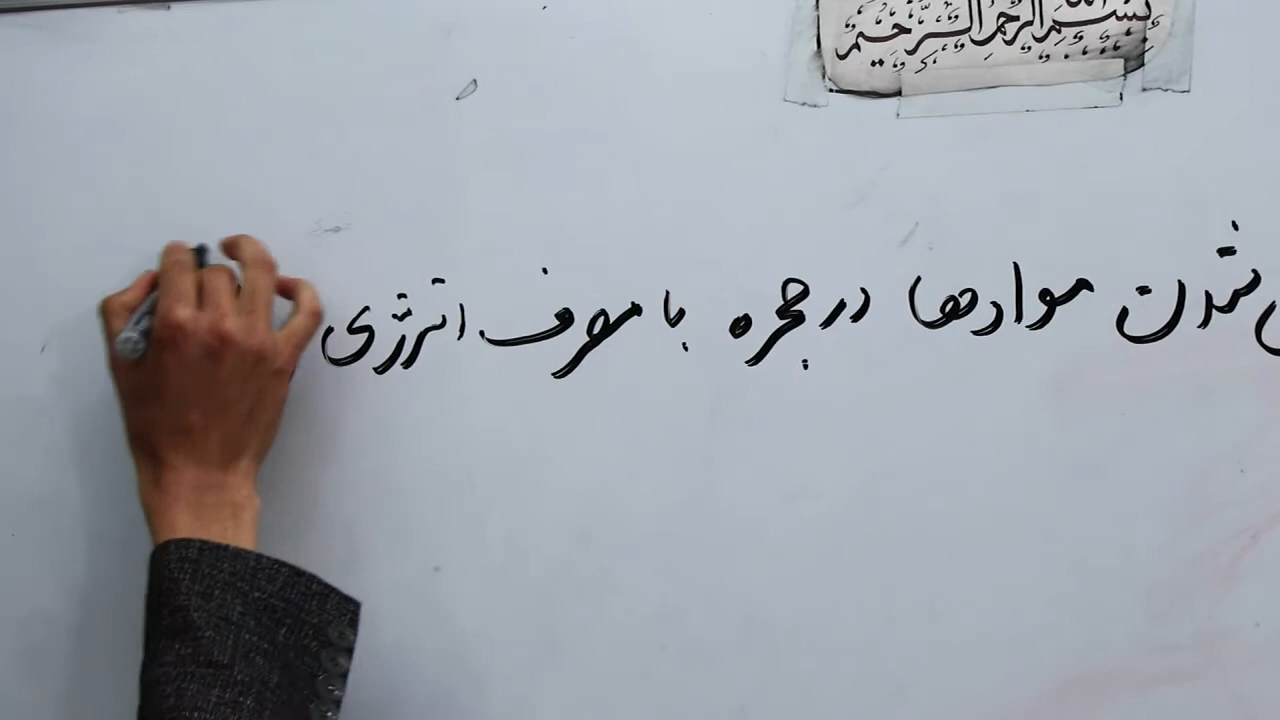 بسم الله الرحمن الرحیم
شدن موادها در حجره با مصرف انرژی